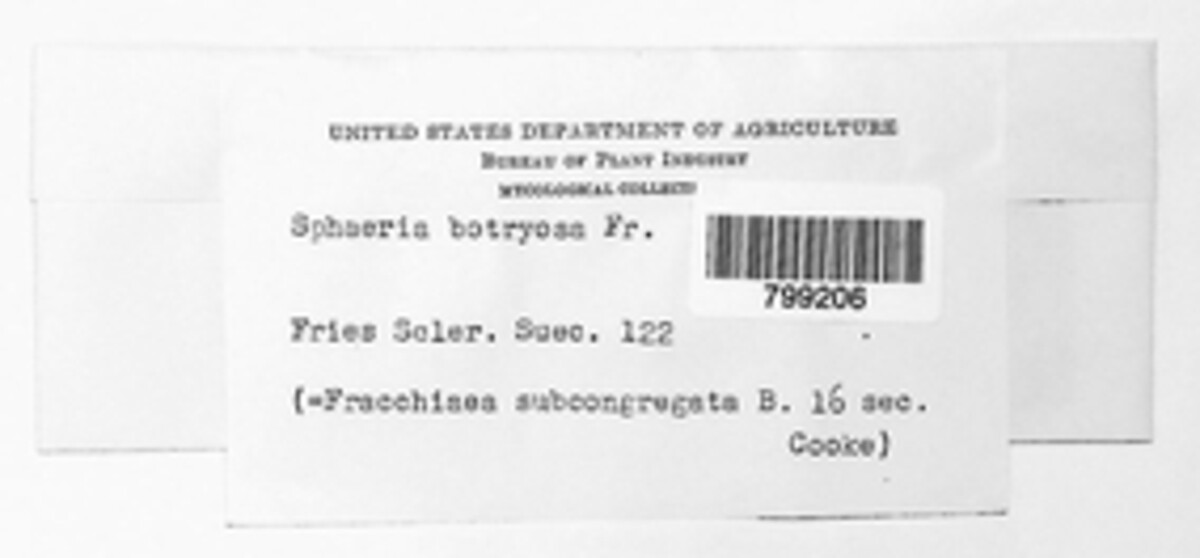 UNITED STATES DEPARTMENT OF AGRICULTURE
BUREAU OF PLANT INDUSTRY
MYCOLOGICAL COLLECTI
Sphaeria botryosa Fr.
799206
Fries Scler. Suec. 122
(=Fracchiaea subcongregata B. 16 sec.
Cooke)